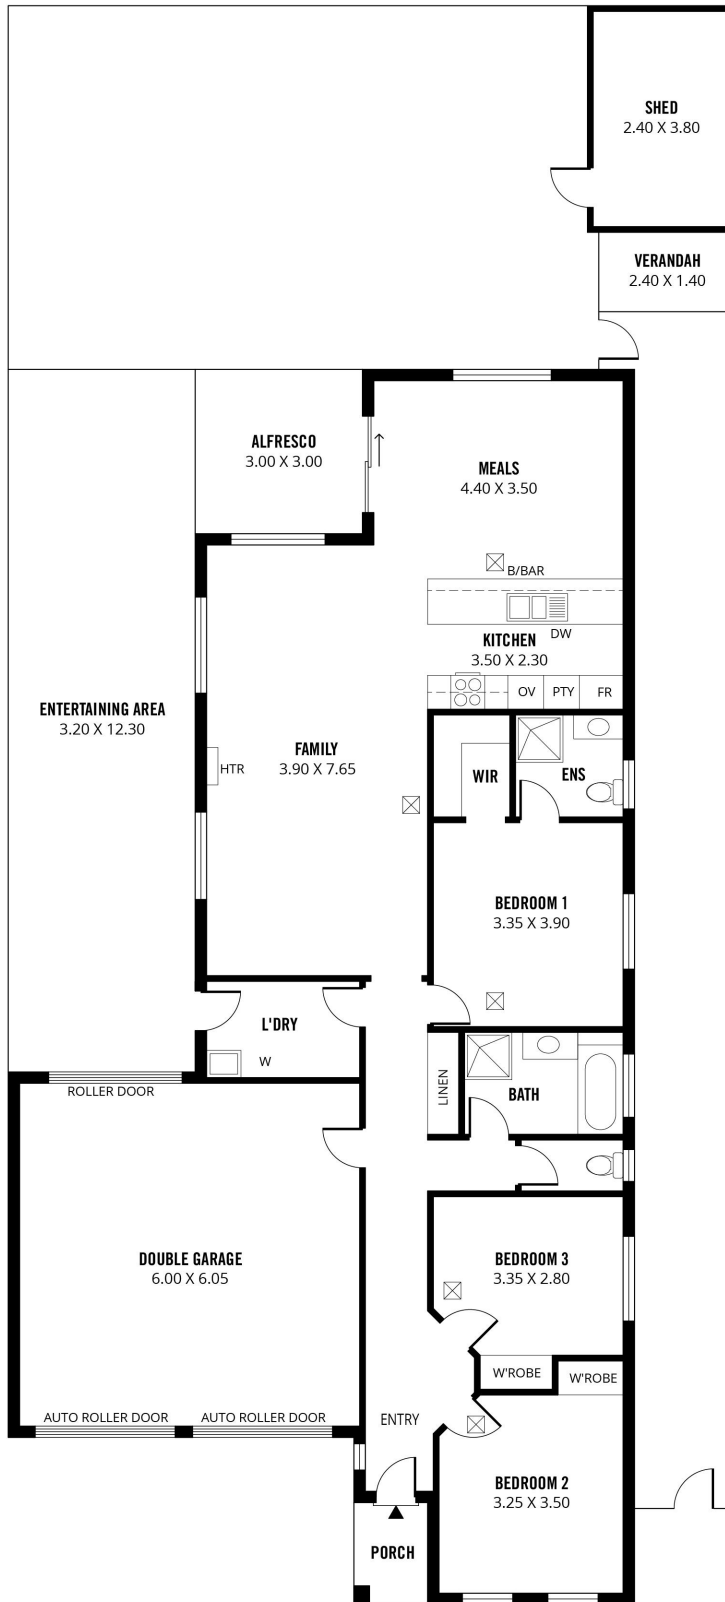 SHED
2.40 X 3.80
VERANDAH
2.40 X 1.40
ALFRESCO
3.00 X 3.00
MEALS
4.40 X 3.50
B/BAR
DW
KITCHEN
3.50 X 2.30
OV
PTY
FR
ENTERTAINING AREA
3.20 X 12.30
FAMILY
3.90 X 7.65
HTR
WIR
ENS
BEDROOM 1
3.35 X 3.90
L'DRY
W
LINEN
BATH
ROLLER DOOR
DOUBLE GARAGE
6.00 X 6.05
BEDROOM 3
3.35 X 2.80
W'ROBE
W'ROBE
AUTO ROLLER DOOR
AUTO ROLLER DOOR
ENTRY
BEDROOM 2
3.25 X 3.50
PORCH